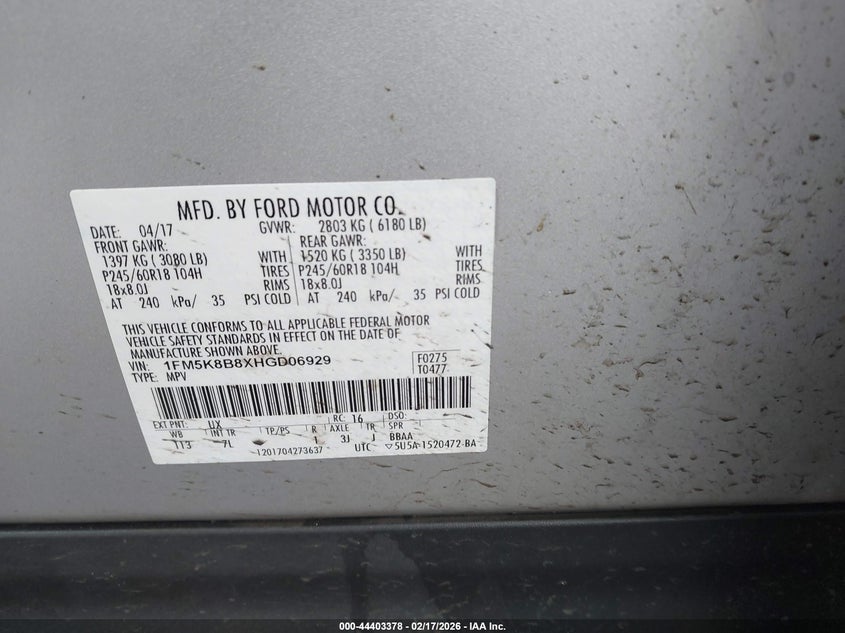 MFD. BY FORD MOTOR CO.
DATE: 04/17 GVWR: 2803 KG ( 6180 LB)
FRONT GAWR: REAR GAWR:
1397 KG ( 3080 LB) WITH 1520 KG ( 3350 LB) WITH
P245/60R18 104H TIRES P245/60R18 104H TIRES
18x8.0J RIMS 18x8.0J RIMS
AT 240 kPa/ 35 PSI COLD AT 240 kPa/ 35 PSI COLD
THIS VEHICLE CONFORMS TO ALL APPLICABLE FEDERAL MOTOR
VEHICLE SAFETY STANDARDS IN EFFECT ON THE DATE OF
MANUFACTURE SHOWN ABOVE.
VIN: 1FM5K8B8XHGD06929 F0275
TYPE: MPV T0477
EXT PNT: UX RC: 16 DSO:
WB INT TR TP/PS R AXLE TR SPR
113 7L 3J J BBAA
1201704273637 UTC 5U5A-1520472-BA
000-44403378 - 02/17/2026 - IAA Inc.